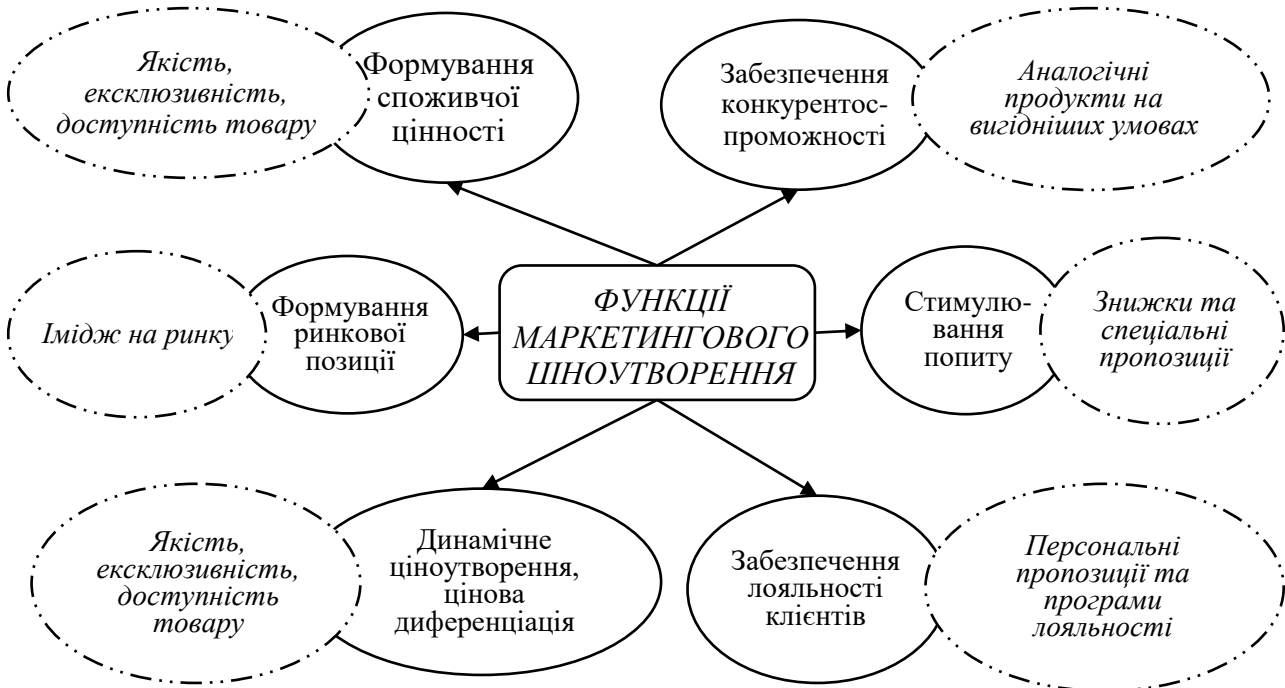 Якість,
ексклюзивність,
доступність товару
Формування
споживчої
цінності
Забезпечення
конкурентос-
проможності
Аналогічні
продукти на
вигідніших умовах
Імідж на ринку
Формування
ринкової
позиції
ФУНКЦІЇ
МАРКЕТИНГОВОГО
ЦІНОУТВОРЕННЯ
Стимулю-
вання
попиту
Знижки та
спеціальні
пропозиції
Якість,
ексклюзивність,
доступність
товару
Динамічне
ціноутворення,
цінова
диференціація
Забезпечення
лояльності
клієнтів
Персональні
пропозиції та
програми
лояльності